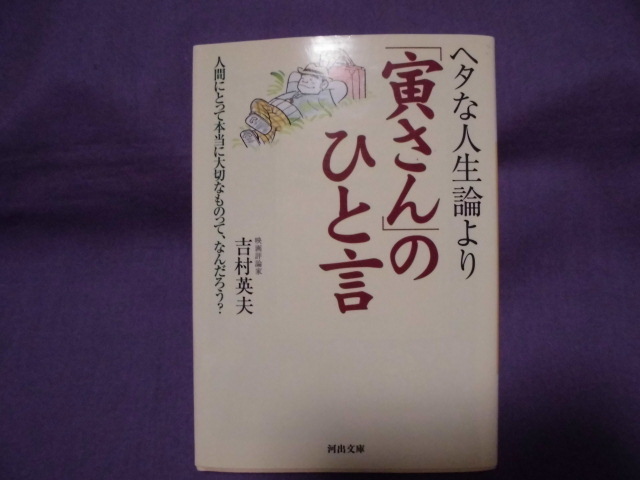 ヘタな人生論より
「寅さん」の
ひと言
映画評論家
吉村英夫
人間にとって本当に大切なものって、なんだろう?
河出文庫